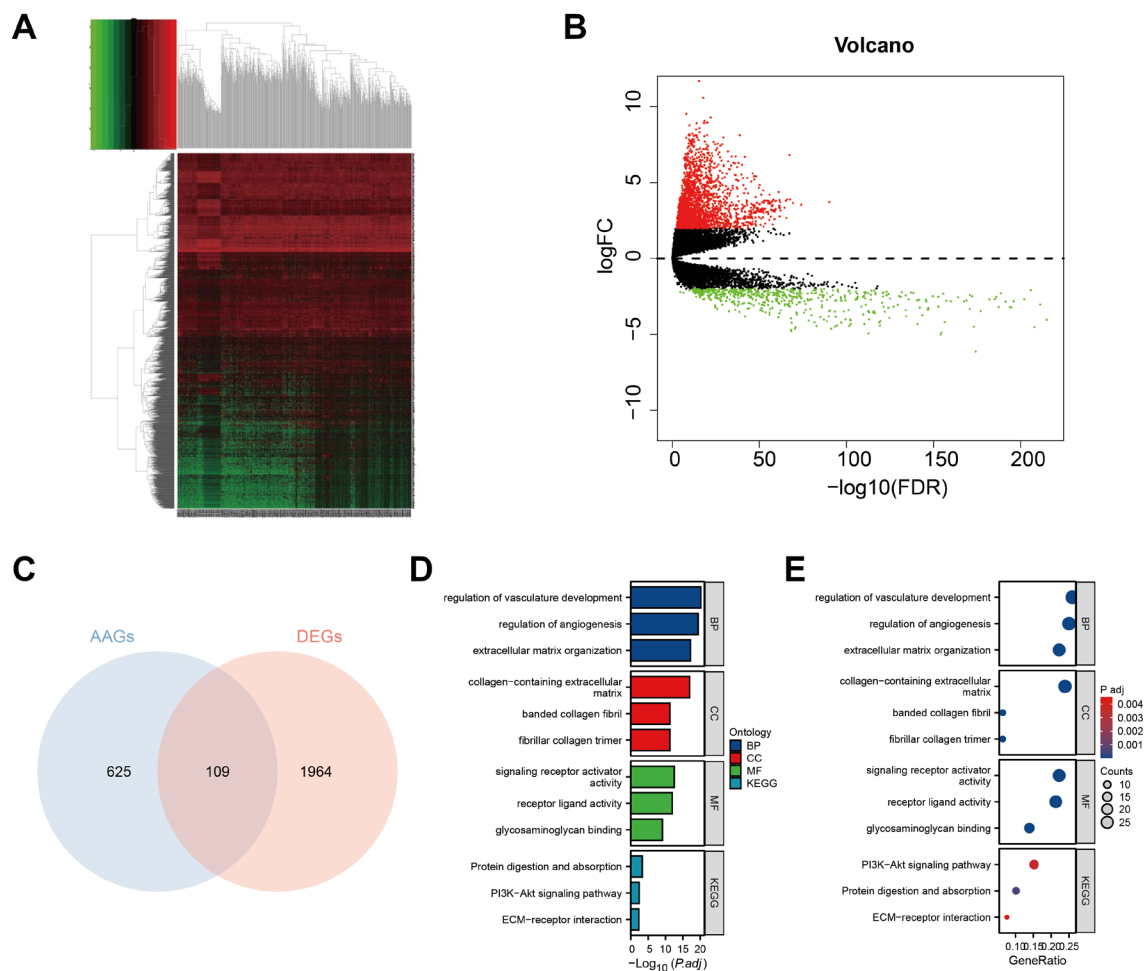 A
B
Volcano
logFC
10
5
0
−5
−10
0
50
100
150
200
−log10(FDR)
C
AAGs
DEGs
625
109
1964
D
regulation of vasculature development
regulation of angiogenesis
extracellular matrix organization
BP
collagen−containing extracellular
matrix
banded collagen fibril
fibrillar collagen trimer
CC
signaling receptor activator
activity
receptor ligand activity
glycosaminoglycan binding
MF
Protein digestion and absorption
PI3K−Akt signaling pathway
ECM−receptor interaction
KEGG
0 5 10 15 20
−Log10 (P.adj)
Ontology
BP
CC
MF
KEGG
E
regulation of vasculature development
regulation of angiogenesis
extracellular matrix organization
BP
collagen−containing extracellular
matrix
banded collagen fibril
fibrillar collagen trimer
CC
signaling receptor activator
activity
receptor ligand activity
glycosaminoglycan binding
MF
PI3K−Akt signaling pathway
Protein digestion and absorption
ECM−receptor interaction
KEGG
0.10 0.15 0.20 0.25
GeneRatio
P adj
0.004
0.003
0.002
0.001
Counts
10
15
20
25